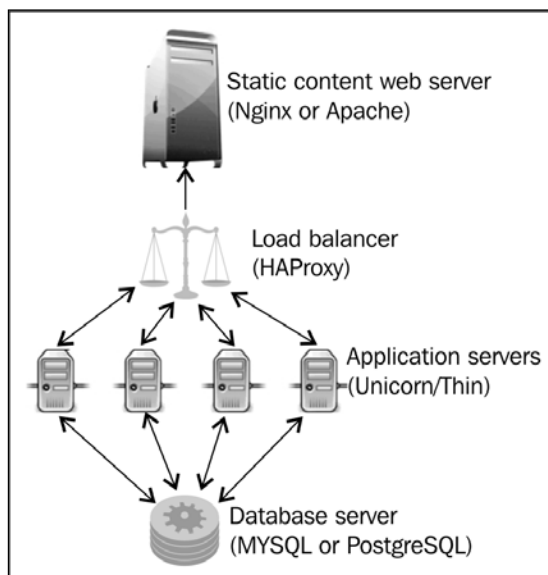 Static content web server
(Nginx or Apache)
Load balancer
(HAProxy)
Application servers
(Unicorn/Thin)
Database server
(MYSQL or PostgreSQL)